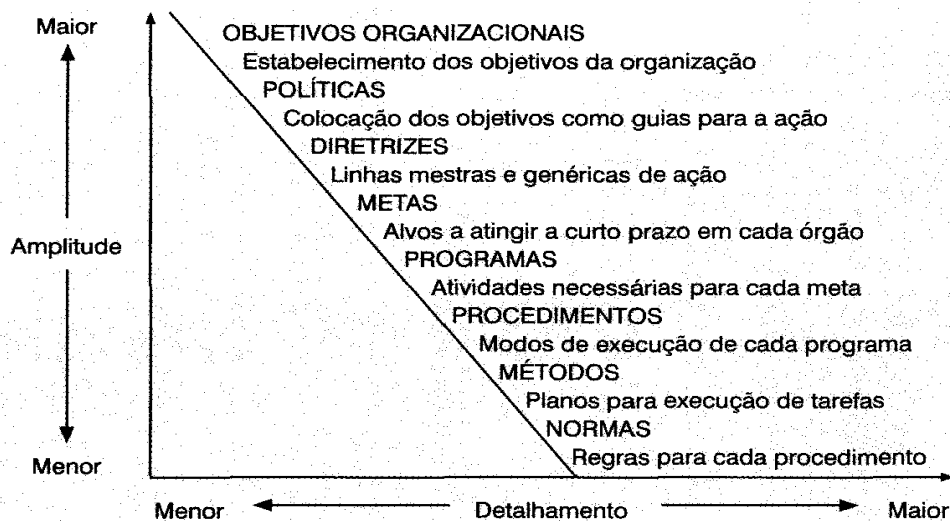 Maior
OBJETIVOS ORGANIZACIONAIS
Estabelecimento dos objetivos da organização
POLÍTICAS
Colocação dos objetivos como guias para a ação
DIRETRIZES
Linhas mestras e genéricas de ação
METAS
Alvos a atingir a curto prazo em cada órgão
Amplitude
PROGRAMAS
Atividades necessárias para cada meta
PROCEDIMENTOS
Modos de execução de cada programa
MÉTODOS
Planos para execução de tarefas
NORMAS
Menor
Regras para cada procedimento
Menor Detalhamento Maior